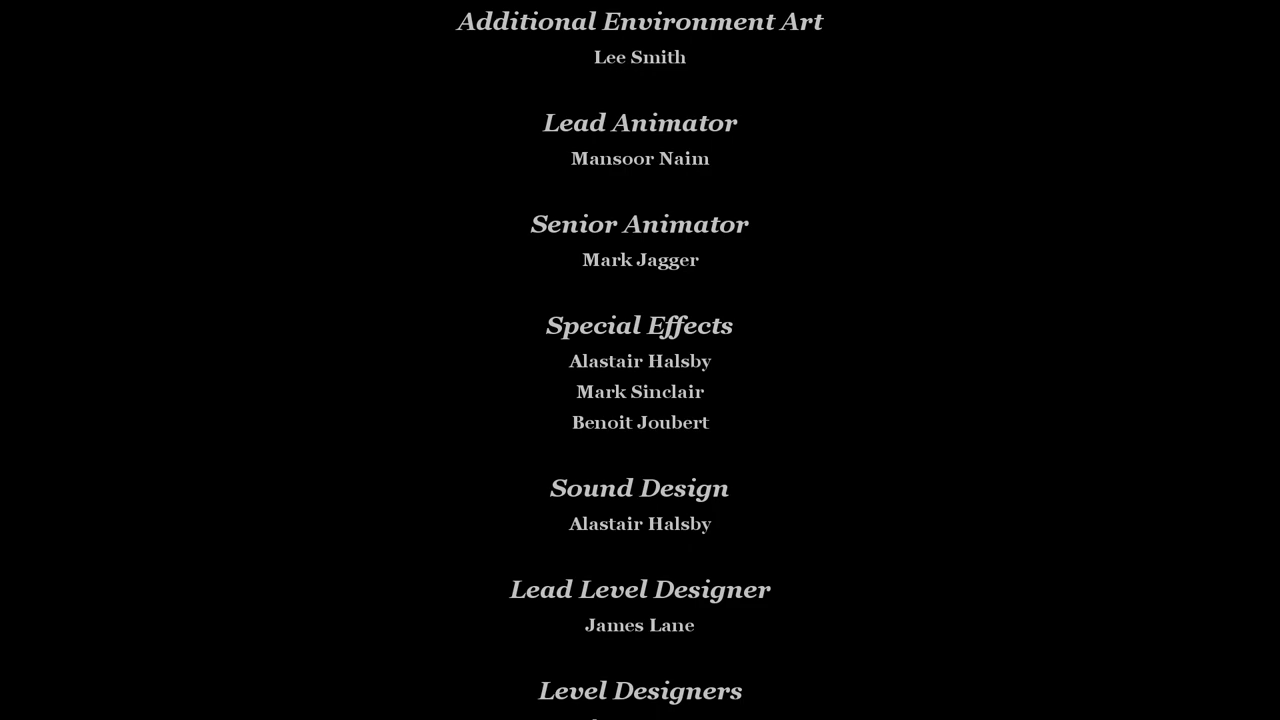 Additional Environment Art
Lee Smith
Lead Animator
Mansoor Naim
Senior Animator
Mark Jagger
Special Effects
Alastair Halsby
Mark Sinclair
Benoit Joubert
Sound Design
Alastair Halsby
Lead Level Designer
James Lane
Level Designers